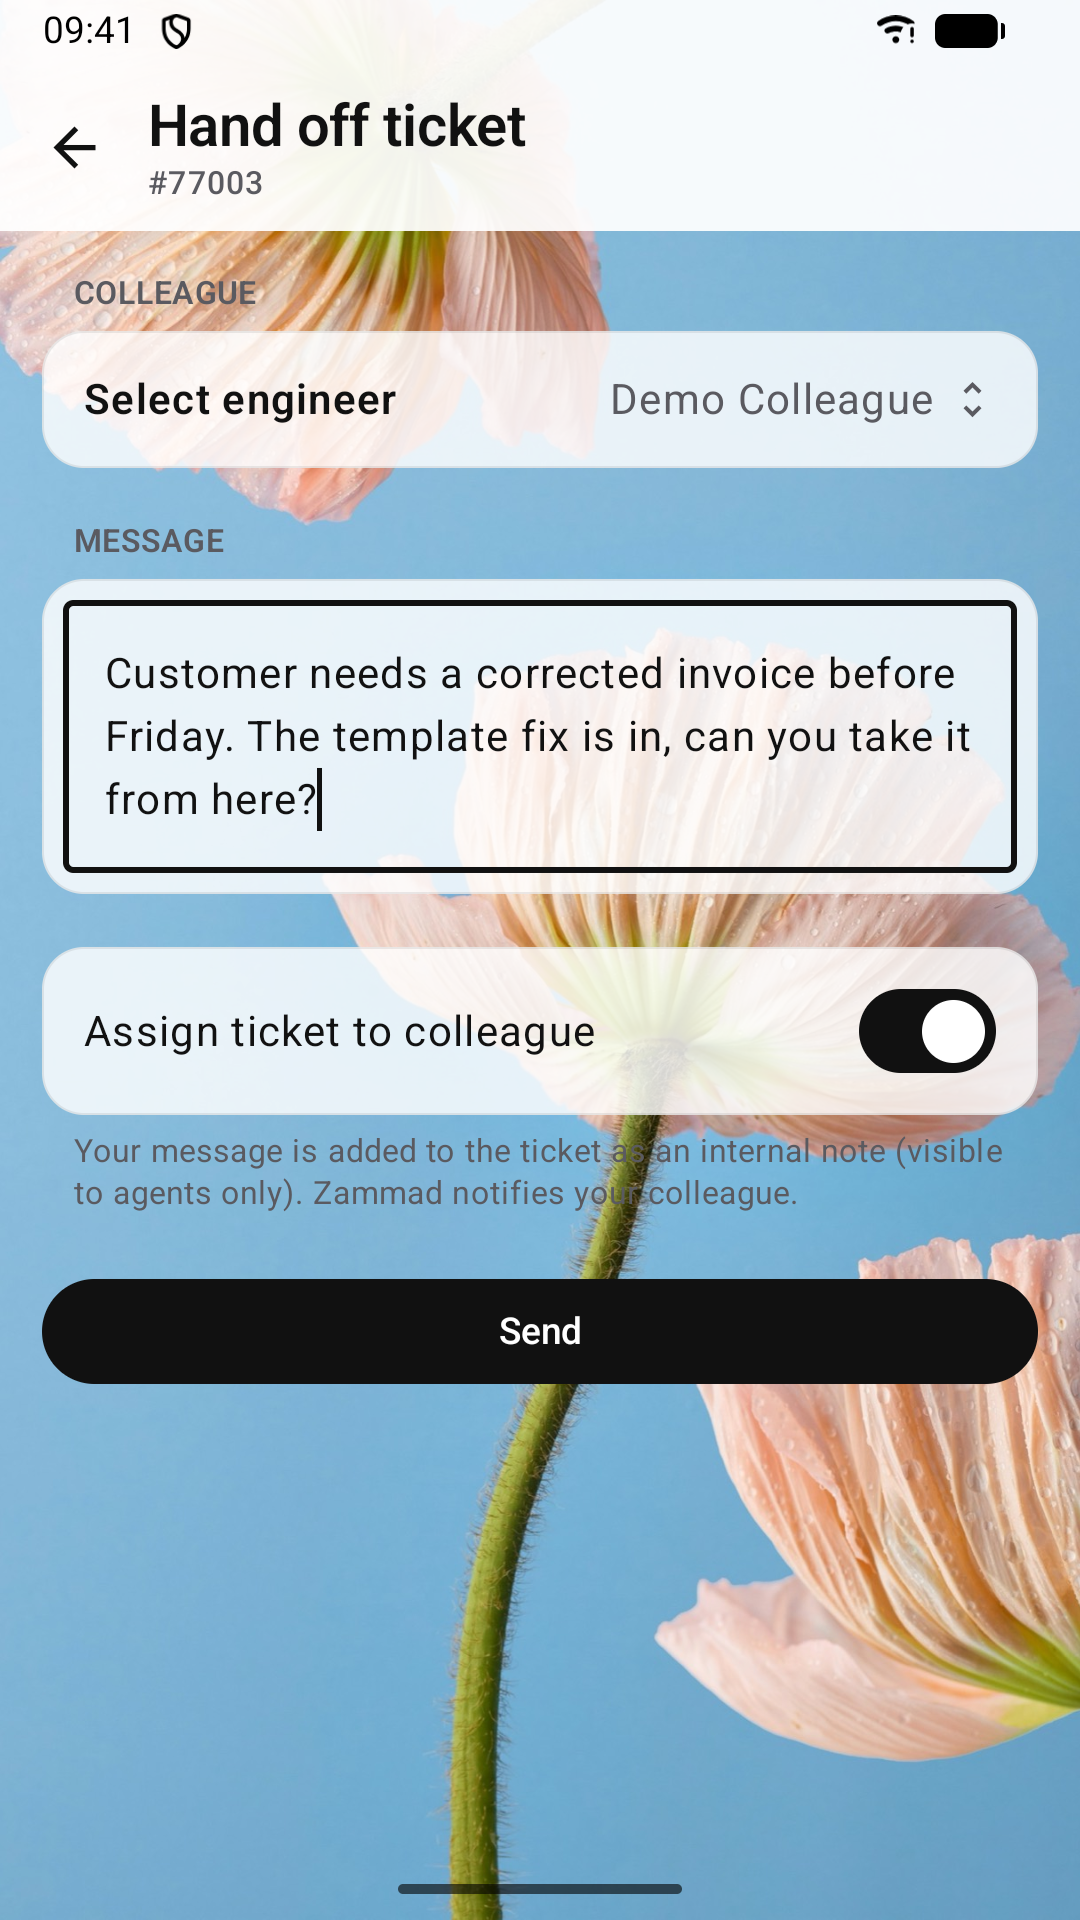 09:41
Hand off ticket
#77003
COLLEAGUE
Select engineer Demo Colleague
MESSAGE
Customer needs a corrected invoice before
Friday. The template fix is in, can you take it
from here?
Assign ticket to colleague
Your message is added to the ticket as an internal note (visible
to agents only). Zammad notifies your colleague.
Send